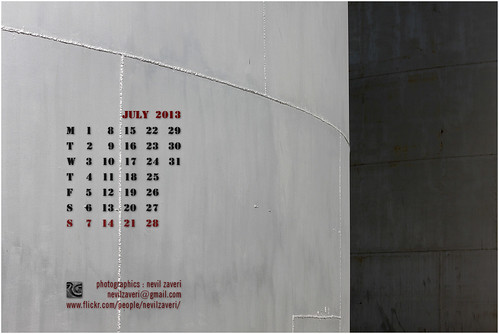 JULY 2013
M 1 8 15 22 29
T 2 9 16 23 30
W 3 10 17 24 31
T 4 11 18 25
F 5 12 19 26
S 6 13 20 27
S 7 14 21 28
photographics : nevil zaveri
nevilzaveri@gmail.com
www.flickr.com/people/nevilzaveri/